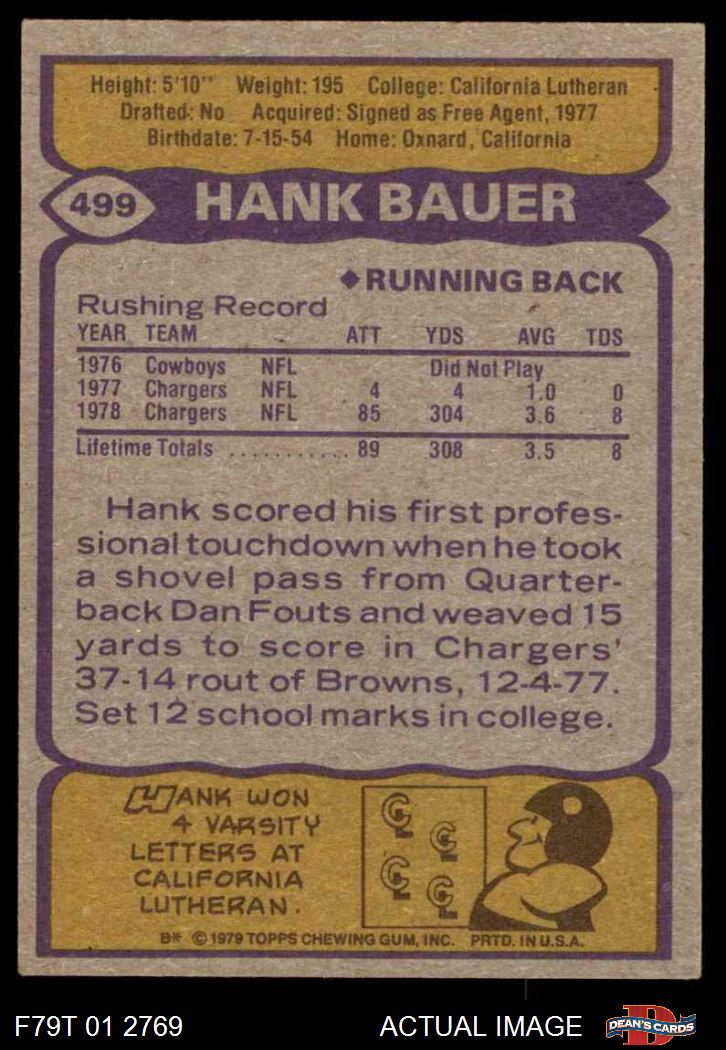 Height: 5'10" Weight: 195 College: California Lutheran
Drafted: No Acquired: Signed as Free Agent, 1977
Birthdate: 7-15-54 Home: Oxnard, California
499 HANK BAUER
◆RUNNING BACK
Rushing Record
YEAR TEAM ATT YDS AVG TDS
1976 Cowboys NFL Did Not Play
1977 Chargers NFL 4 4 1.0 0
1978 Chargers NFL 85 304 3.6 8
Lifetime Totals ........... 89 308 3.5 8
Hank scored his first profes-
sional touchdown when he took
a shovel pass from Quarter-
back Dan Fouts and weaved 15
yards to score in Chargers'
37-14 rout of Browns, 12-4-77.
Set 12 school marks in college.
HANK WON
4 VARSITY
LETTERS AT
CALIFORNIA
LUTHERAN.
CL CL
CL CL
B* © 1979 TOPPS CHEWING GUM, INC. PRTD. IN U.S.A.
F79T 01 2769 ACTUAL IMAGE D DEAN'S CARDS